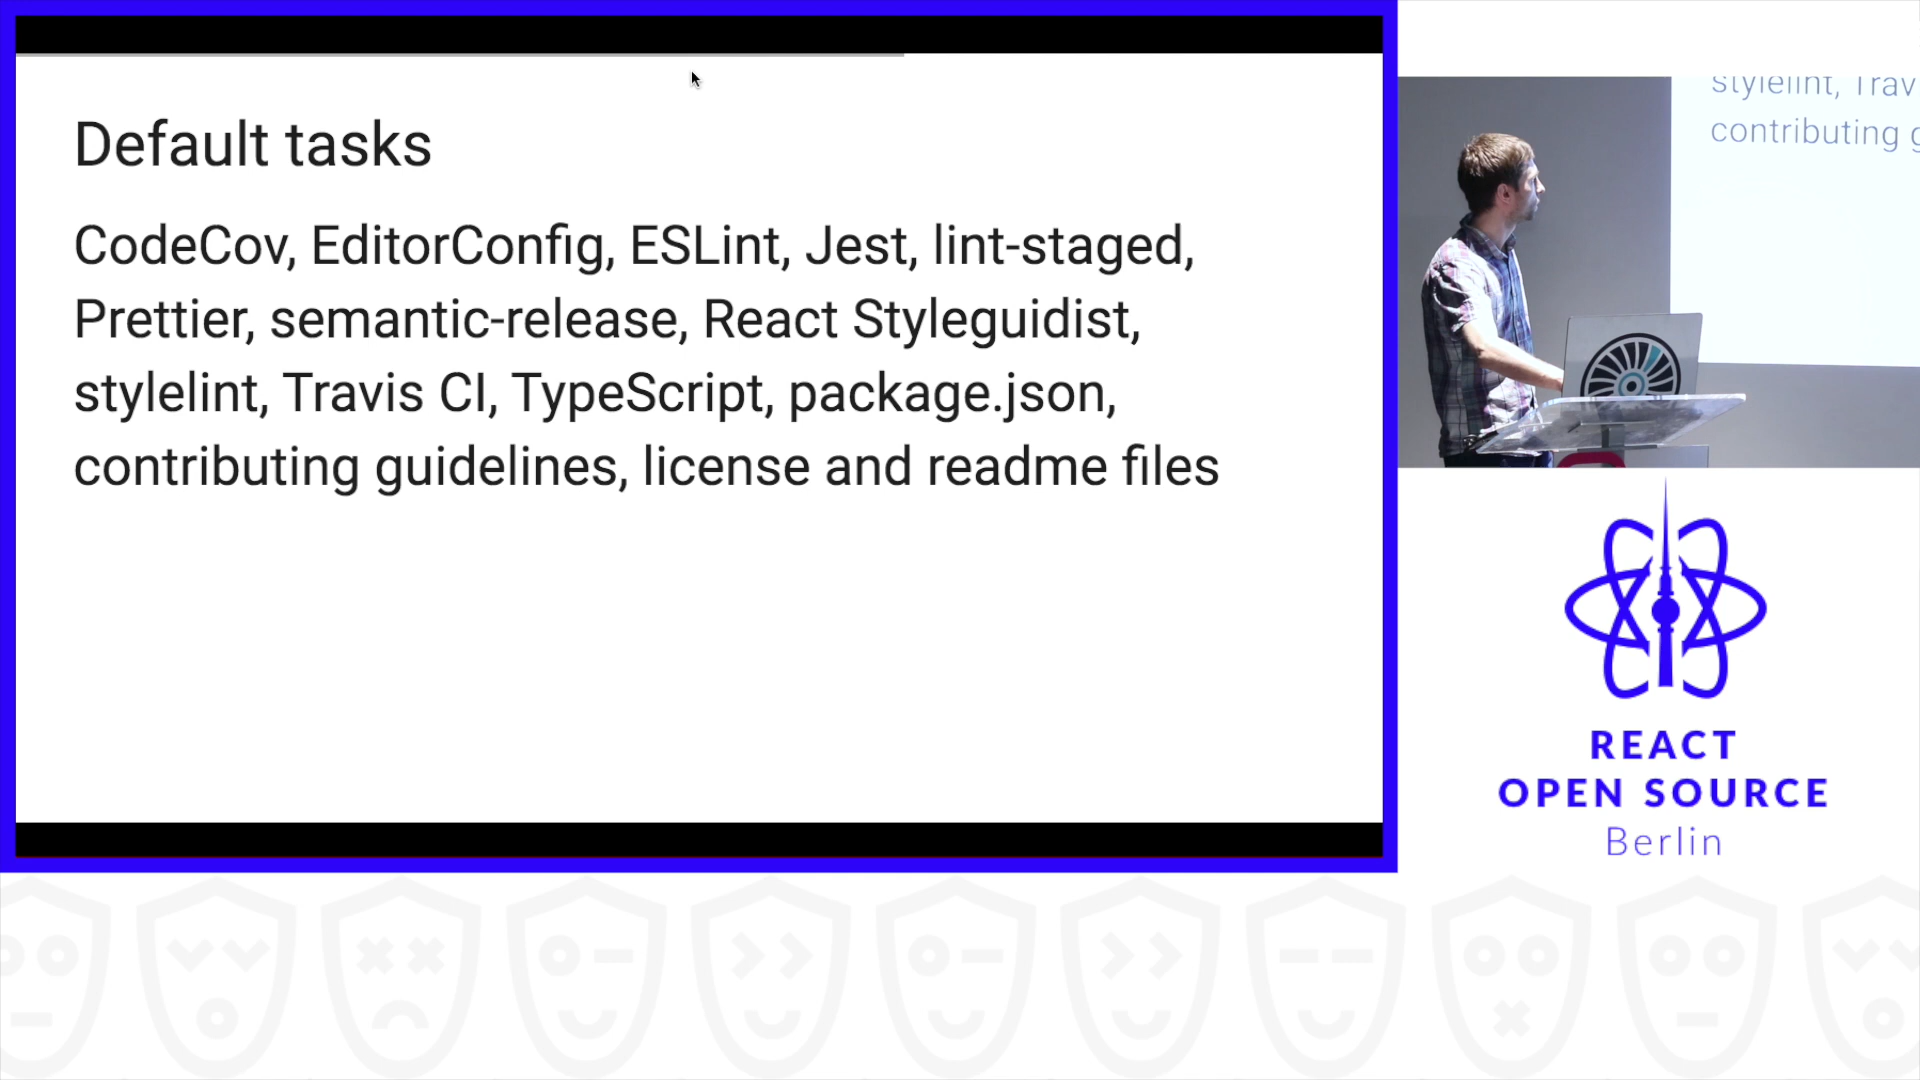 Default tasks
CodeCov, EditorConfig, ESLint, Jest, lint-staged,
Prettier, semantic-release, React Styleguidist,
stylelint, Travis CI, TypeScript, package.json,
contributing guidelines, license and readme files
stylelint, Trav
contributing g
REACT
OPEN SOURCE
Berlin